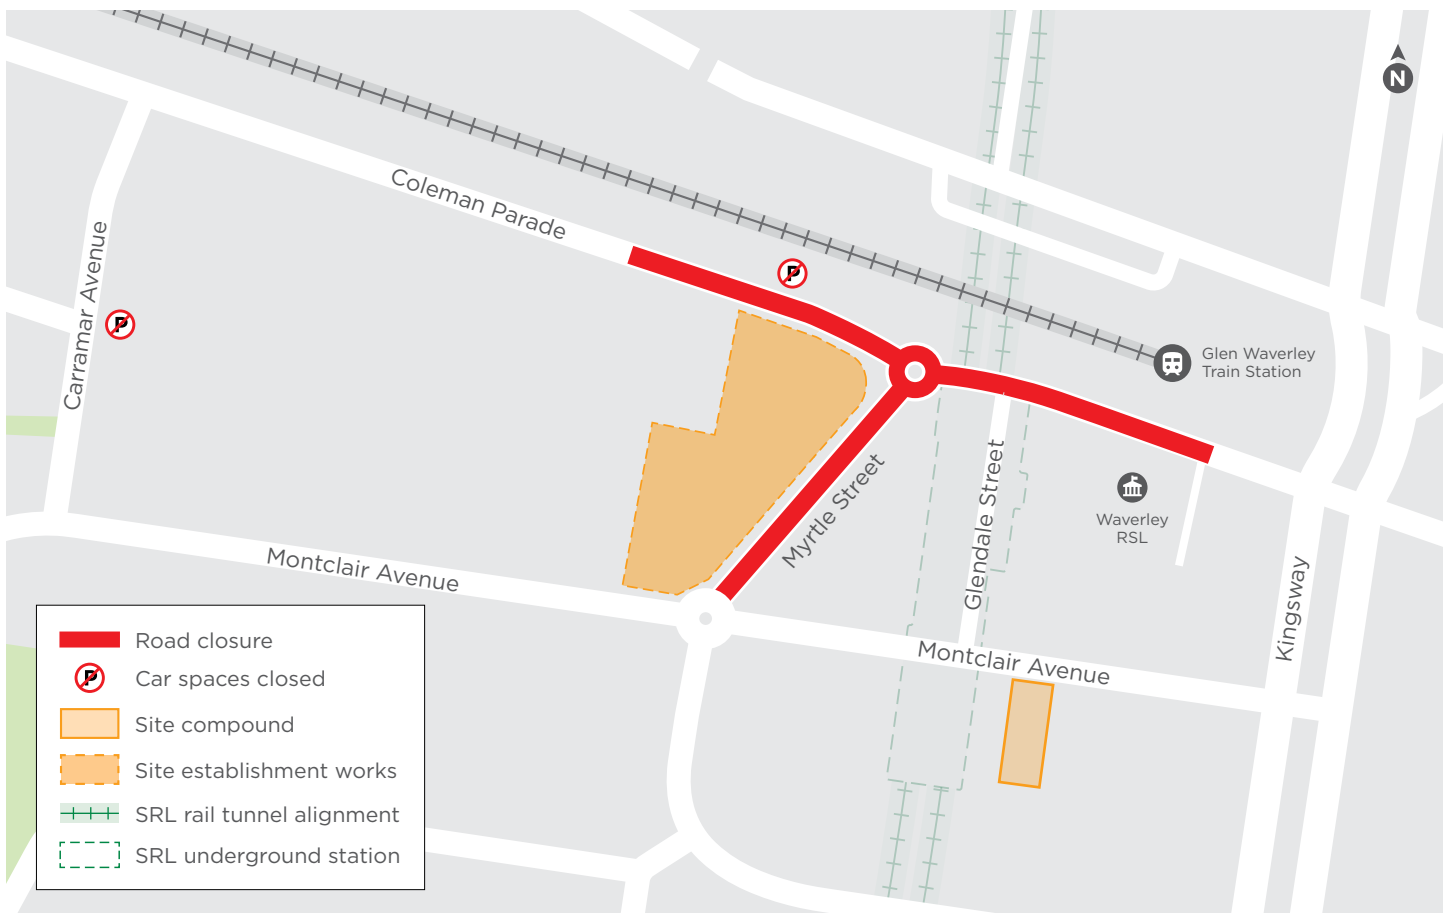 N
Coleman Parade
Carramar Avenue
P
P
Glen Waverley
Train Station
Myrtle Street
Glendale Street
Waverley
RSL
Kingsway
Montclair Avenue
Montclair Avenue
Road closure
P
Car spaces closed
Site compound
Site establishment works
SRL rail tunnel alignment
SRL underground station